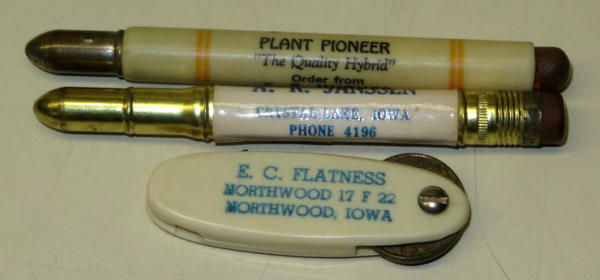 PLANT PIONEER
"The Quality Hybrid"
Order from
A. R. JANSSEN
CRYSTAL LAKE, IOWA
PHONE 4196
E. C. FLATNESS
NORTHWOOD 17 F 22
NORTHWOOD, IOWA